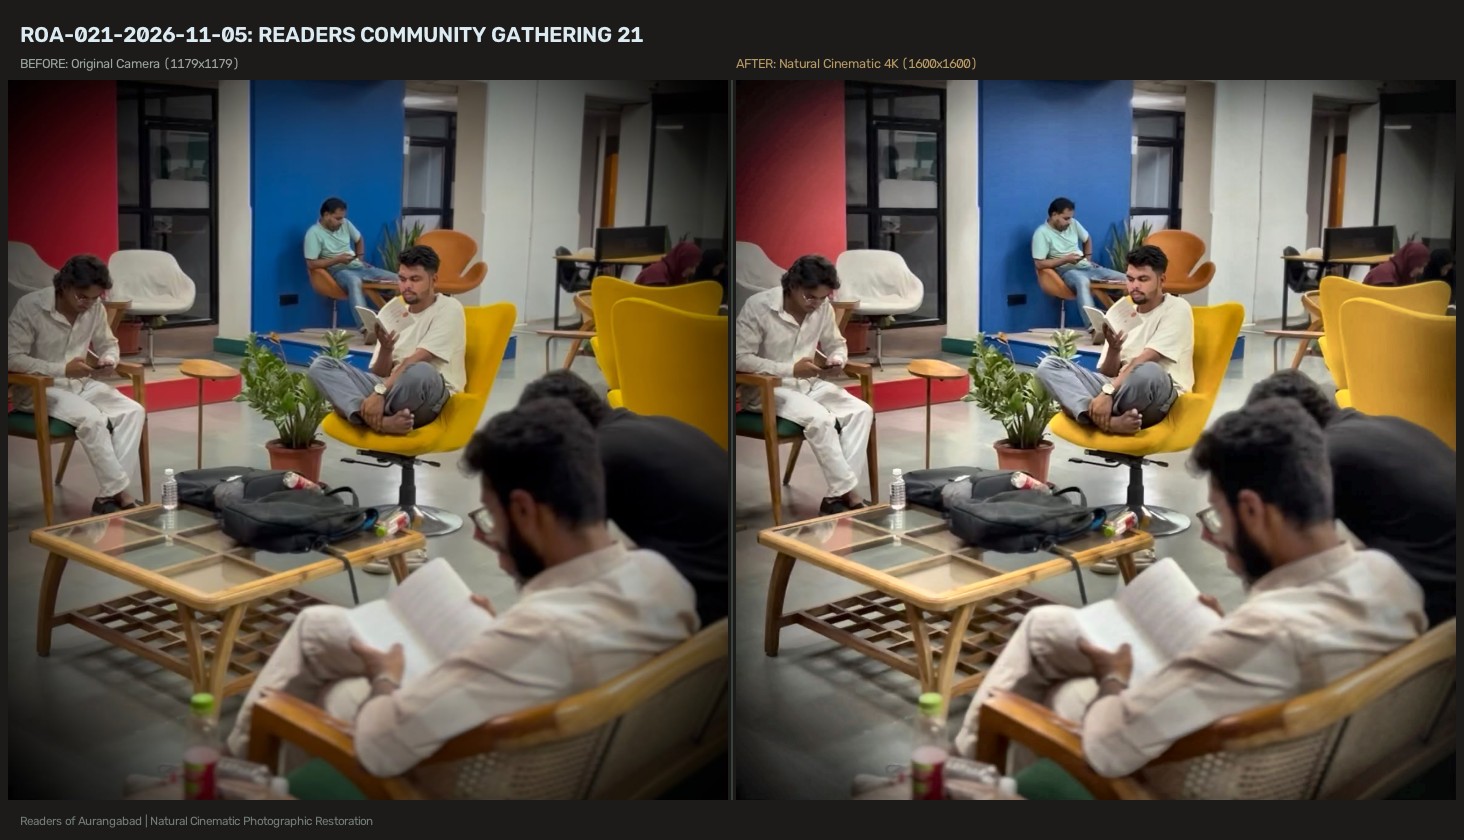 ROA-021-2026-11-05: READERS COMMUNITY GATHERING 21
BEFORE: Original Camera (1179x1179)
AFTER: Natural Cinematic 4K (1600x1600)
Readers of Aurangabad | Natural Cinematic Photographic Restoration